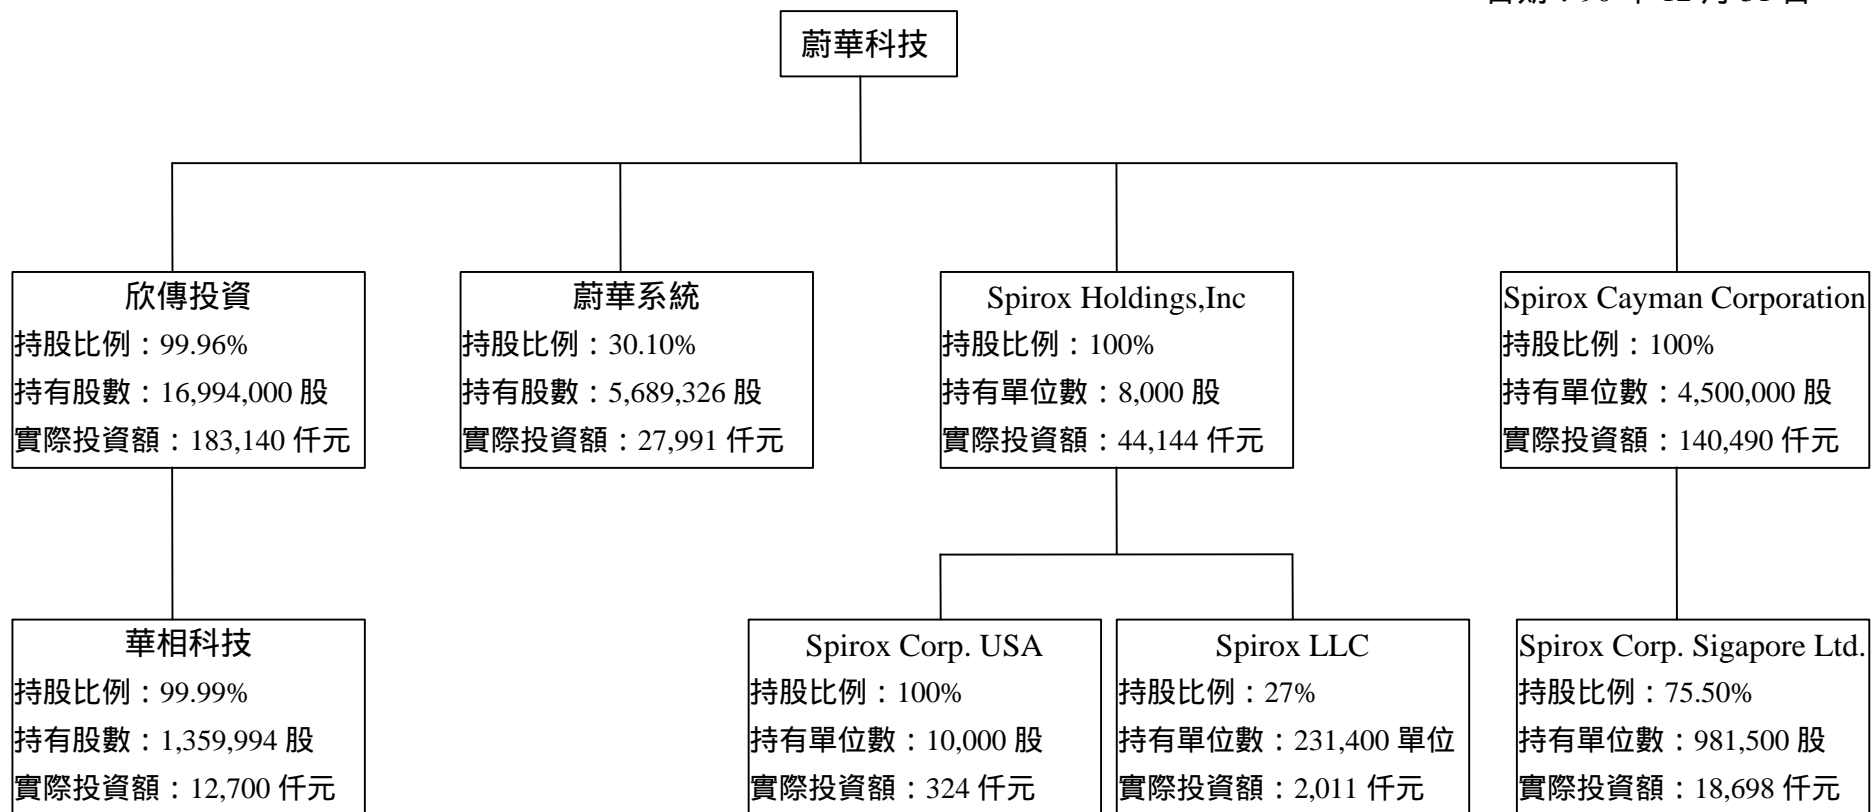 日期：90 年 12 月 31 日
蔚華科技
欣傳投資
持股比例：99.96%
持有股數：16,994,000 股
實際投資額：183,140 仟元
蔚華系統
持股比例：30.10%
持有股數：5,689,326 股
實際投資額：27,991 仟元
Spirox Holdings,Inc
持股比例：100%
持有單位數：8,000 股
實際投資額：44,144 仟元
Spirox Cayman Corporation
持股比例：100%
持有單位數：4,500,000 股
實際投資額：140,490 仟元
華相科技
持股比例：99.99%
持有股數：1,359,994 股
實際投資額：12,700 仟元
Spirox Corp. USA
持股比例：100%
持有單位數：10,000 股
實際投資額：324 仟元
Spirox LLC
持股比例：27%
持有單位數：231,400 單位
實際投資額：2,011 仟元
Spirox Corp. Sigapore Ltd.
持股比例：75.50%
持有單位數：981,500 股
實際投資額：18,698 仟元